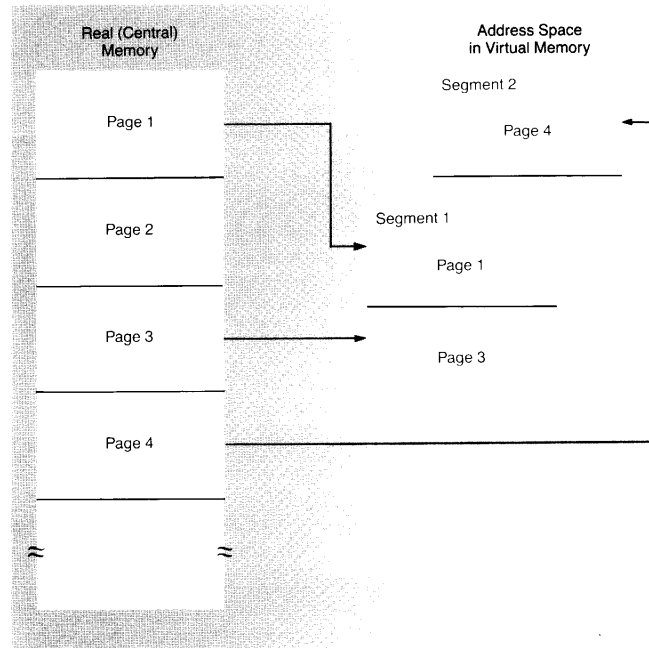 Real (Central)
Memory
Page 1
Page 2
Page 3
Page 4
Address Space
in Virtual Memory
Segment 2
Page 4
Segment 1
Page 1
Page 3